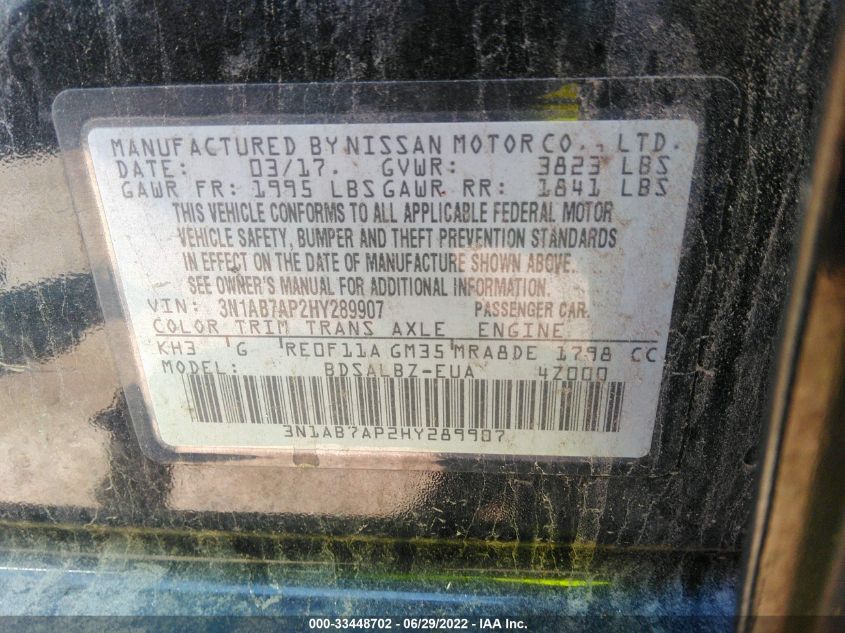 MANUFACTURED BY NISSAN MOTOR CO., LTD.
DATE: 03/17. GVWR: 3823 LBS
GAWR FR: 1995 LBS GAWR RR: 1841 LBS
THIS VEHICLE CONFORMS TO ALL APPLICABLE FEDERAL MOTOR
VEHICLE SAFETY, BUMPER AND THEFT PREVENTION STANDARDS
IN EFFECT ON THE DATE OF MANUFACTURE SHOWN ABOVE.
SEE OWNER'S MANUAL FOR ADDITIONAL INFORMATION.
VIN: 3N1AB7AP2HY289907 PASSENGER CAR.
COLOR TRIM TRANS AXLE ENGINE
KH3 G RE0F11A GM35 MRA8DE 1798 CC
MODEL: BDSALBZ-EUA 4Z000
3N1AB7AP2HY289907
000-33448702 - 06/29/2022 - IAA Inc.